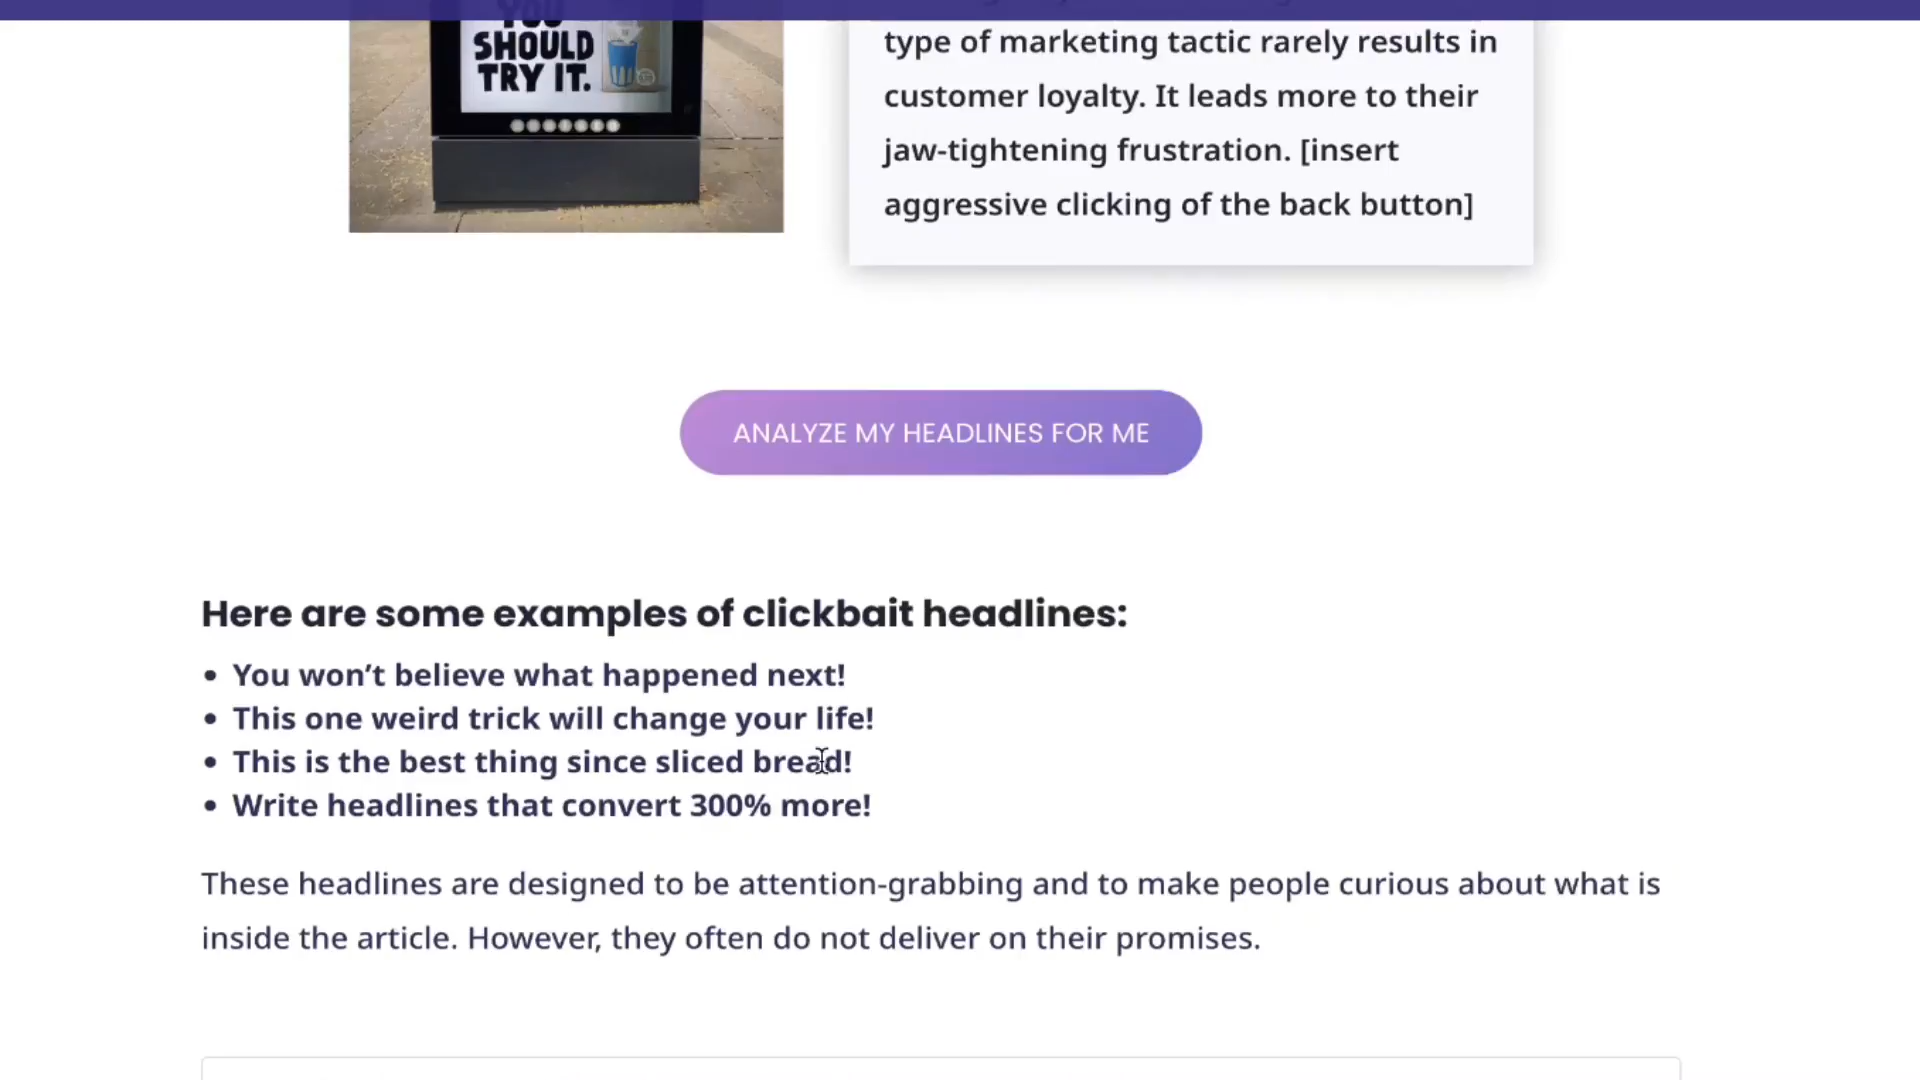 YOU
SHOULD
TRY IT.
type of marketing tactic rarely results in
customer loyalty. It leads more to their
jaw-tightening frustration. [insert
aggressive clicking of the back button]
ANALYZE MY HEADLINES FOR ME
Here are some examples of clickbait headlines:
• You won’t believe what happened next!
• This one weird trick will change your life!
• This is the best thing since sliced bread!
• Write headlines that convert 300% more!
These headlines are designed to be attention-grabbing and to make people curious about what is
inside the article. However, they often do not deliver on their promises.